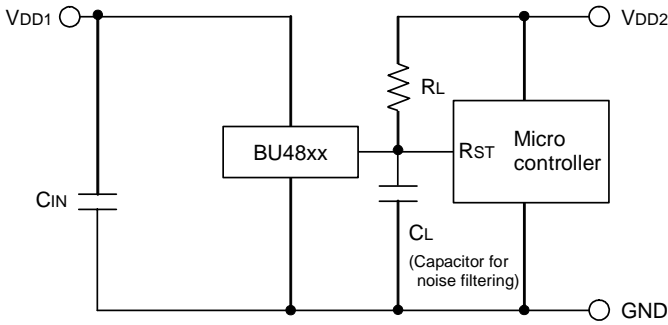 VDD1
VDD2
RL
BU48xx
RST
Micro
controller
CIN
CL
(Capacitor for
noise filtering)
GND